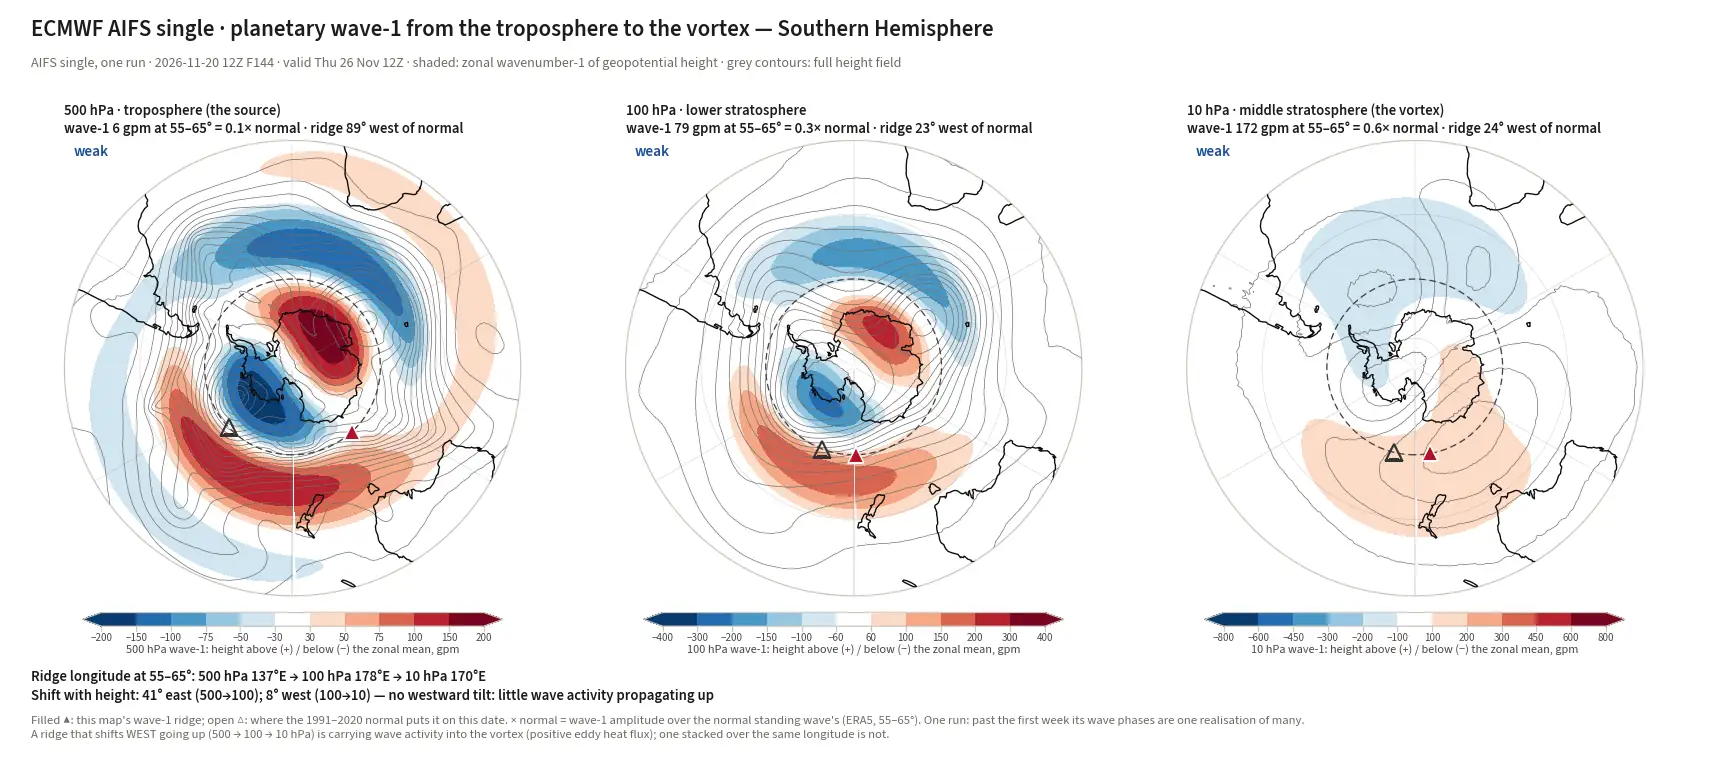 ECMWF AIFS single · planetary wave-1 from the troposphere to the vortex — Southern Hemisphere
AIFS single, one run · 2026-11-20 12Z F144 · valid Thu 26 Nov 12Z · shaded: zonal wavenumber-1 of geopotential height · grey contours: full height field
500 hPa · troposphere (the source)
wave-1 6 gpm at 55–65° = 0.1× normal · ridge 89° west of normal
weak
100 hPa · lower stratosphere
wave-1 79 gpm at 55–65° = 0.3× normal · ridge 23° west of normal
weak
10 hPa · middle stratosphere (the vortex)
wave-1 172 gpm at 55–65° = 0.6× normal · ridge 24° west of normal
weak
−200 −150 −100 −75 −50 −30 30 50 75 100 150 200
500 hPa wave-1: height above (+) / below (−) the zonal mean, gpm
−400 −300 −200 −150 −100 −60 60 100 150 200 300 400
100 hPa wave-1: height above (+) / below (−) the zonal mean, gpm
−800 −600 −450 −300 −200 −100 100 200 300 450 600 800
10 hPa wave-1: height above (+) / below (−) the zonal mean, gpm
Ridge longitude at 55–65°: 500 hPa 137°E → 100 hPa 178°E → 10 hPa 170°E
Shift with height: 41° east (500→100); 8° west (100→10) — no westward tilt: little wave activity propagating up
Filled ▲: this map's wave-1 ridge; open △: where the 1991–2020 normal puts it on this date. × normal = wave-1 amplitude over the normal standing wave's (ERA5, 55–65°). One run: past the first week its wave phases are one realisation of many.
A ridge that shifts WEST going up (500 → 100 → 10 hPa) is carrying wave activity into the vortex (positive eddy heat flux); one stacked over the same longitude is not.